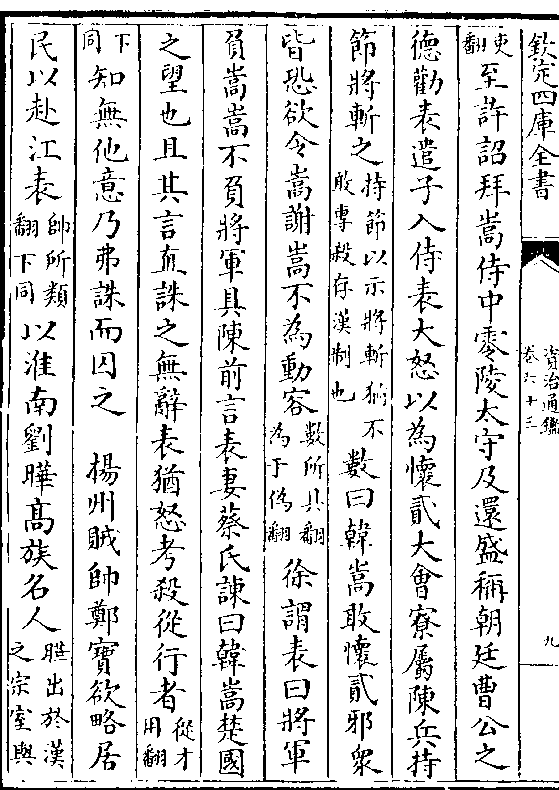 欽定四庫全書
資治通鑑
卷六十三
九
吏翻至許詔拜嵩侍中零陵太守及還盛稱朝廷曹公之
德勸表遣子入侍表大怒以為懷貳大會寮屬陳兵持
節將斬之持節以示將斬猶不敢專殺存漢制也數曰韓嵩敢懷貳邪衆
皆恐欲令嵩謝嵩不為動容數所具翻為于偽翻徐謂表曰將軍
負嵩嵩不負將軍具陳前言表妻蔡氏諫曰韓嵩楚國
之望也且其言直誅之無辭表猶怒考殺從行者從才用翻
下同知無他意乃弗誅而囚之 楊州賊帥鄭寶欲略居
民以赴江表帥所類翻下同以淮南劉曄髙族名人曄出於漢之宗室與